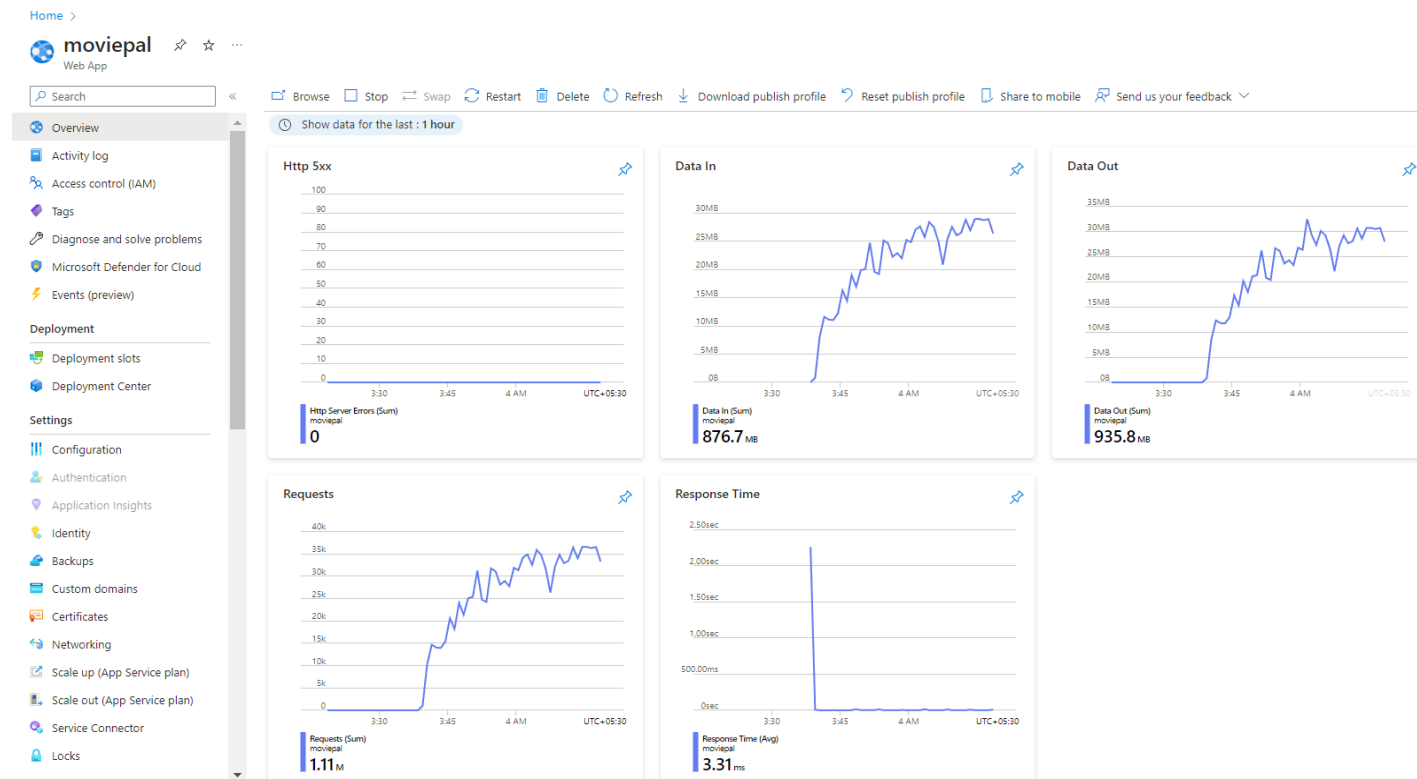 Home >
moviepal
Web App
Search
Browse Stop Swap Restart Delete Refresh Download publish profile Reset publish profile Share to mobile Send us your feedback
Show data for the last : 1 hour
Overview
Activity log
Access control (IAM)
Tags
Diagnose and solve problems
Microsoft Defender for Cloud
Events (preview)
Deployment
Deployment slots
Deployment Center
Settings
Configuration
Authentication
Application Insights
Identity
Backups
Custom domains
Certificates
Networking
Scale up (App Service plan)
Scale out (App Service plan)
Service Connector
Locks
Http 5xx
100
90
80
70
60
50
40
30
20
10
0
3:30 3:45 4 AM UTC+05:30
Http Server Errors (Sum)
moviepal
0
Data In
30MB
25MB
20MB
15MB
10MB
5MB
0B
3:30 3:45 4 AM UTC+05:30
Data In (Sum)
moviepal
876.7 MB
Data Out
35MB
30MB
25MB
20MB
15MB
10MB
5MB
0B
3:30 3:45 4 AM UTC+05:30
Data Out (Sum)
moviepal
935.8 MB
Requests
40k
35k
30k
25k
20k
15k
10k
5k
0
3:30 3:45 4 AM UTC+05:30
Requests (Sum)
moviepal
1.11 M
Response Time
2.50sec
2.00sec
1.50sec
1.00sec
500.00ms
0sec
3:30 3:45 4 AM UTC+05:30
Response Time (Avg)
moviepal
3.31 ms